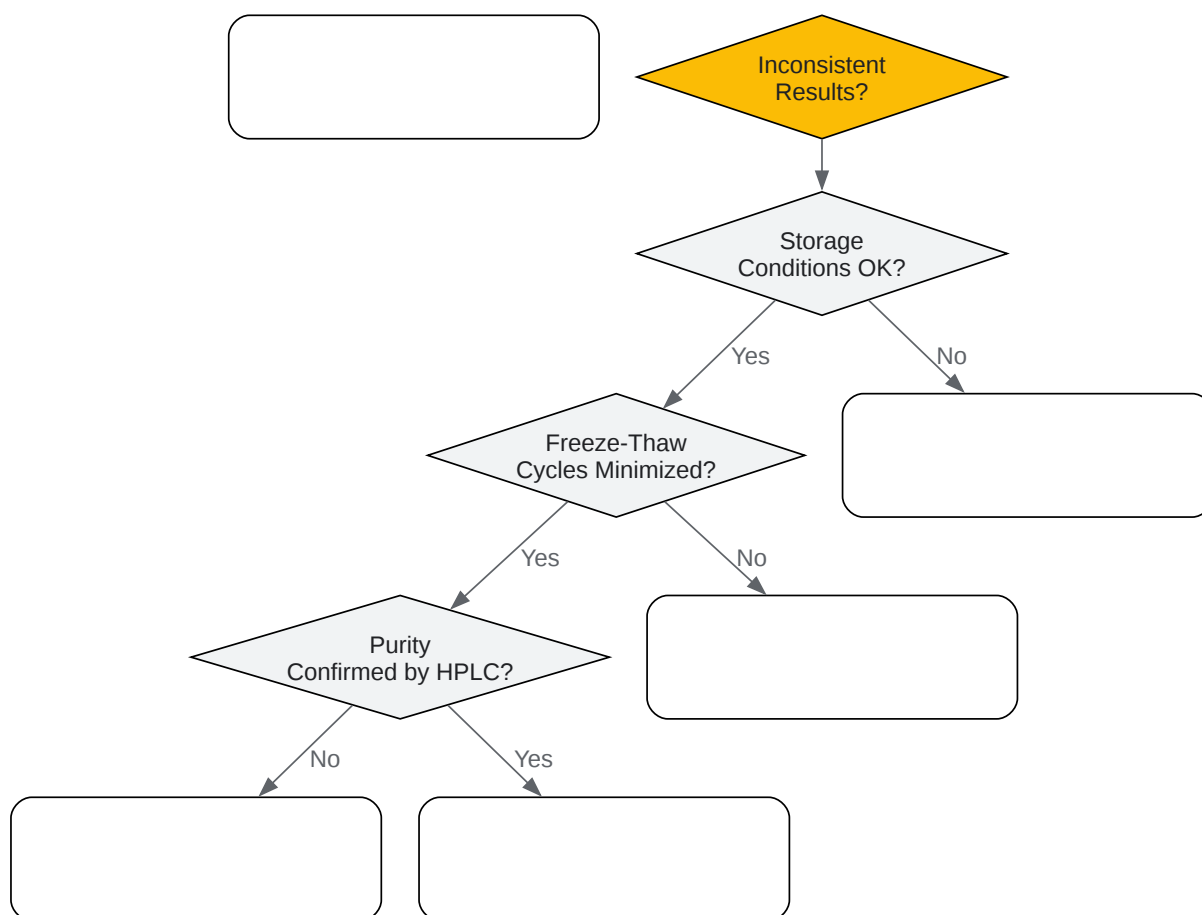 Inconsistent
Results?
Storage
Conditions OK?
Yes
No
Freeze-Thaw
Cycles Minimized?
Yes
No
Purity
Confirmed by HPLC?
No
Yes